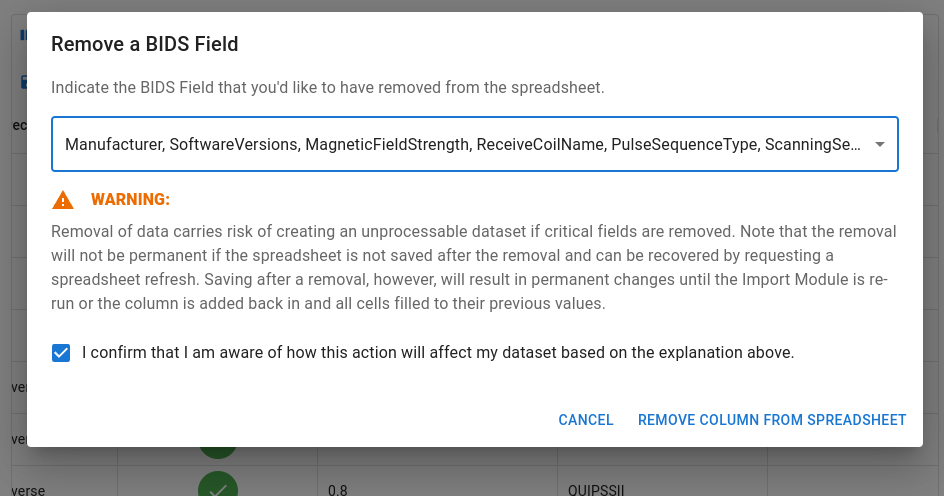 Remove a BIDS Field
Indicate the BIDS Field that you'd like to have removed from the spreadsheet.
Manufacturer, SoftwareVersions, MagneticFieldStrength, ReceiveCoilName, PulseSequenceType, ScanningSe...
WARNING:
Removal of data carries risk of creating an unprocessable dataset if critical fields are removed. Note that the removal
will not be permanent if the spreadsheet is not saved after the removal and can be recovered by requesting a
spreadsheet refresh. Saving after a removal, however, will result in permanent changes until the Import Module is re-
run or the column is added back in and all cells filled to their previous values.
I confirm that I am aware of how this action will affect my dataset based on the explanation above.
CANCEL REMOVE COLUMN FROM SPREADSHEET
verse 0.8 QUIPSSII